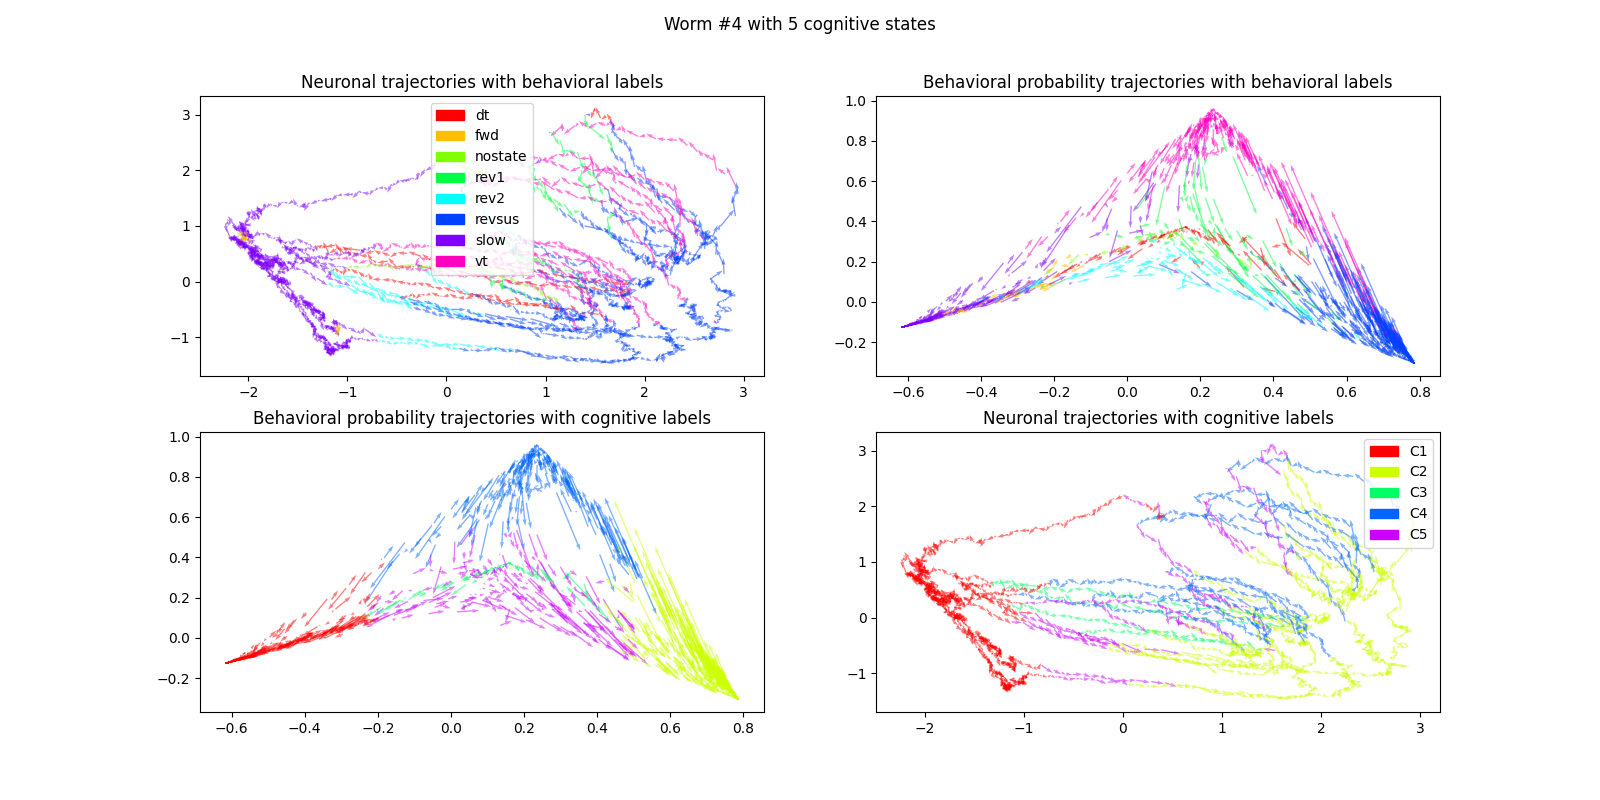 Worm #4 with 5 cognitive states
Neuronal trajectories with behavioral labels
3
2
1
0
−1
−2
−1
0
1
2
3
dt
fwd
nostate
rev1
rev2
revsus
slow
vt
Behavioral probability trajectories with behavioral labels
1.0
0.8
0.6
0.4
0.2
0.0
−0.2
−0.6
−0.4
−0.2
0.0
0.2
0.4
0.6
0.8
Behavioral probability trajectories with cognitive labels
1.0
0.8
0.6
0.4
0.2
0.0
−0.2
−0.6
−0.4
−0.2
0.0
0.2
0.4
0.6
0.8
Neuronal trajectories with cognitive labels
3
2
1
0
−1
−2
−1
0
1
2
3
C1
C2
C3
C4
C5